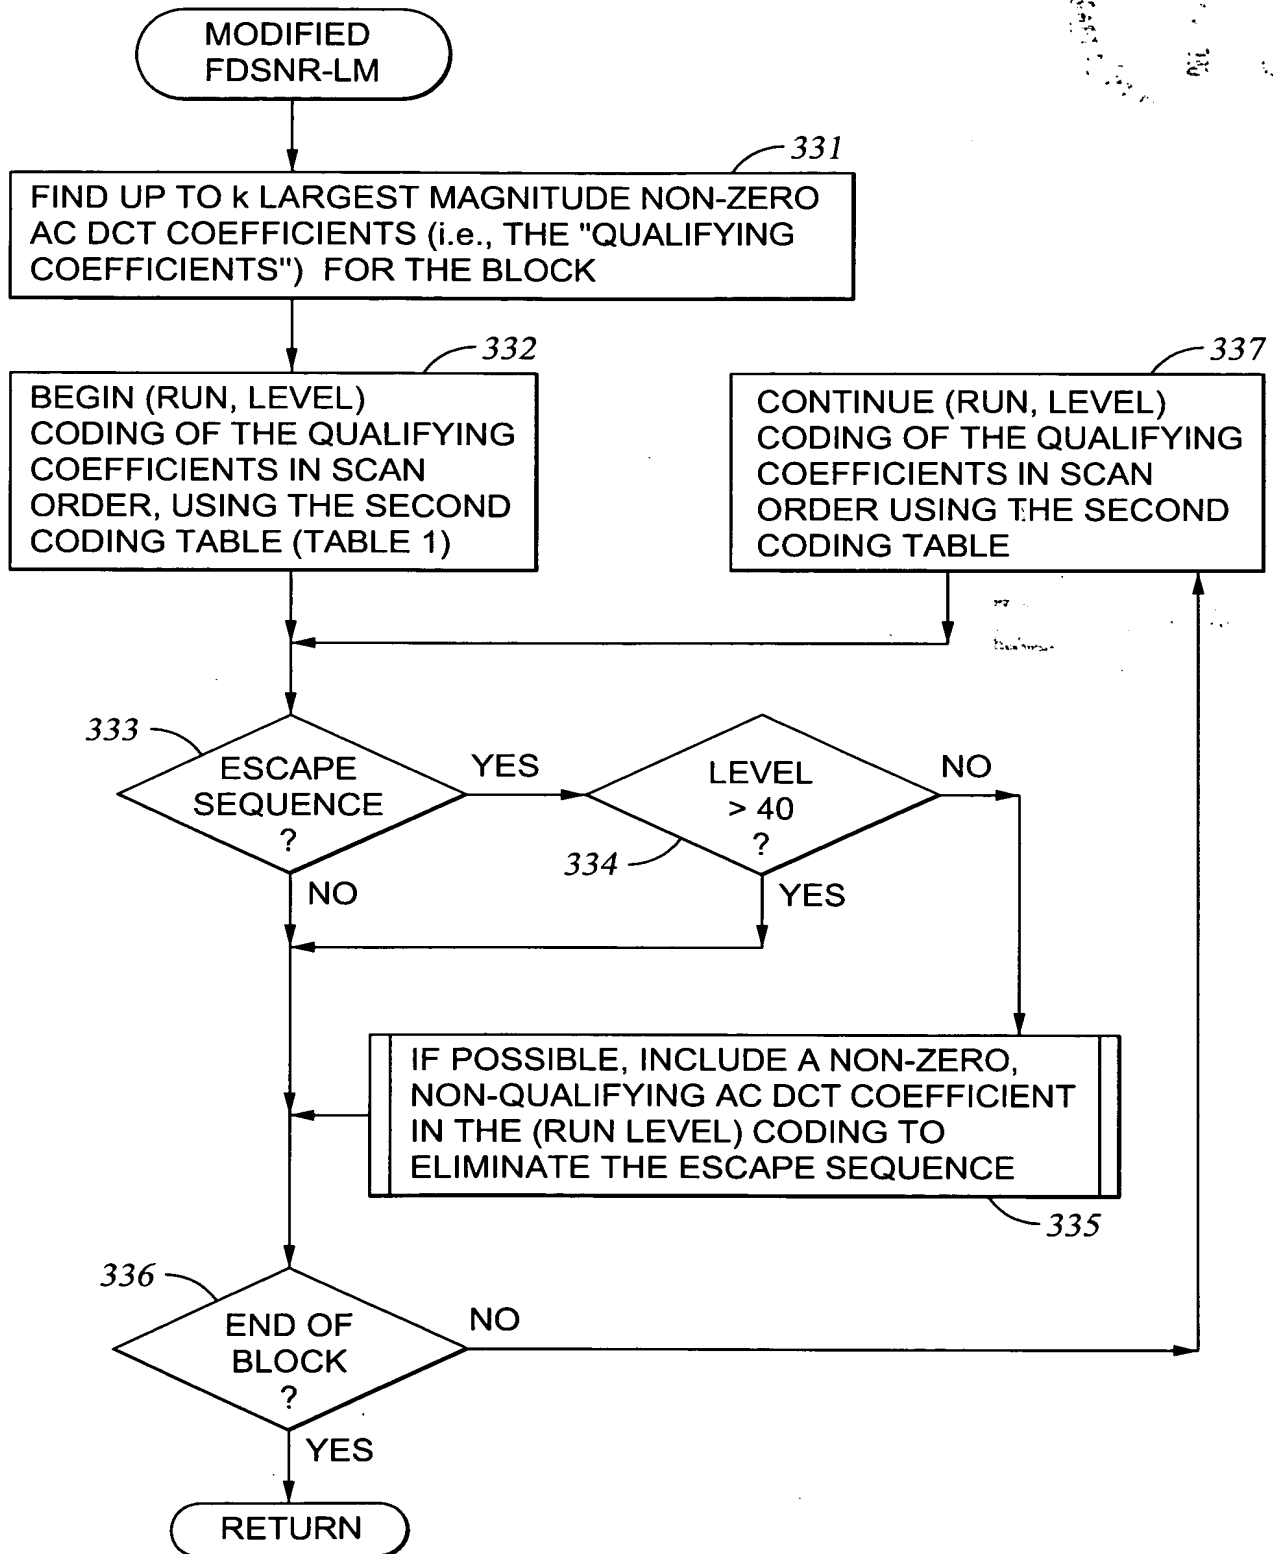 MODIFIED
FDSNR-LM
331
FIND UP TO k LARGEST MAGNITUDE NON-ZERO
AC DCT COEFFICIENTS (i.e., THE "QUALIFYING
COEFFICIENTS") FOR THE BLOCK
332
BEGIN (RUN, LEVEL)
CODING OF THE QUALIFYING
COEFFICIENTS IN SCAN
ORDER, USING THE SECOND
CODING TABLE (TABLE 1)
337
CONTINUE (RUN, LEVEL)
CODING OF THE QUALIFYING
COEFFICIENTS IN SCAN
ORDER USING THE SECOND
CODING TABLE
333
ESCAPE
SEQUENCE
?
YES
NO
334
LEVEL
> 40
?
NO
YES
IF POSSIBLE, INCLUDE A NON-ZERO,
NON-QUALIFYING AC DCT COEFFICIENT
IN THE (RUN LEVEL) CODING TO
ELIMINATE THE ESCAPE SEQUENCE
335
336
END OF
BLOCK
?
NO
YES
RETURN